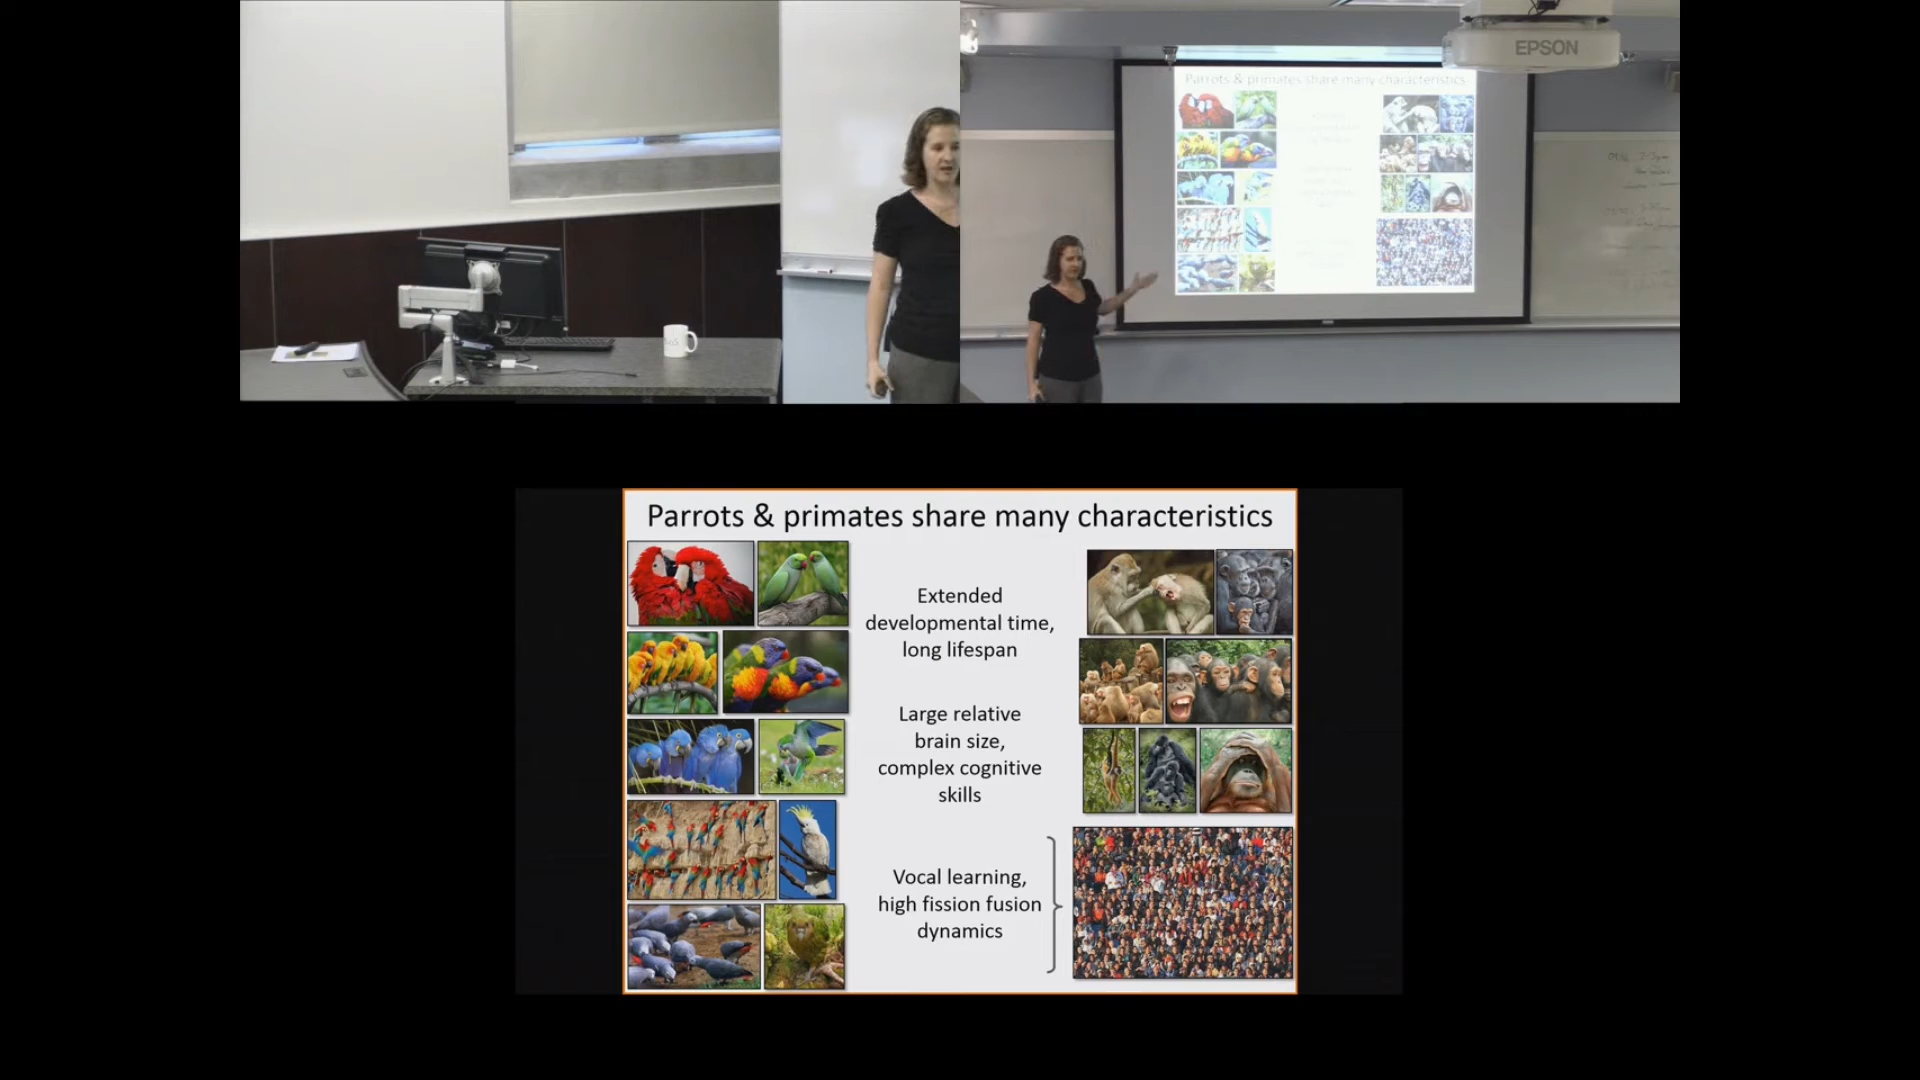 EPSON
Parrots & primates share many characteristics
Parrots & primates share many characteristics
Extended
developmental time,
long lifespan
Large relative
brain size,
complex cognitive
skills
Vocal learning,
high fission fusion
dynamics